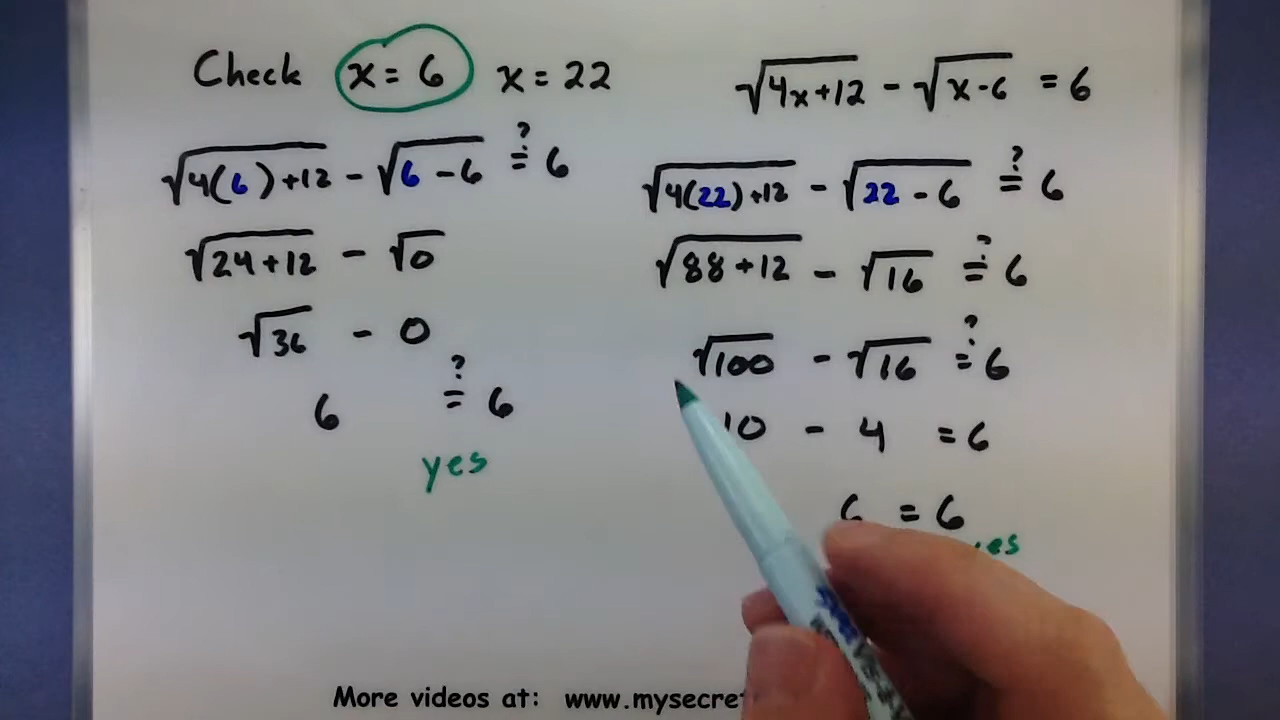 Check x = 6 x = 22
√(4x+12) - √(x-6) = 6
√(4(6)+12) - √(6-6) ≟ 6
√(24+12) - √0
√36 - 0
6 ≟ 6
yes
√(4(22)+12) - √(22-6) ≟ 6
√(88+12) - √16 ≟ 6
√100 - √16 ≟ 6
10 - 4 = 6
6 = 6
More videos at: